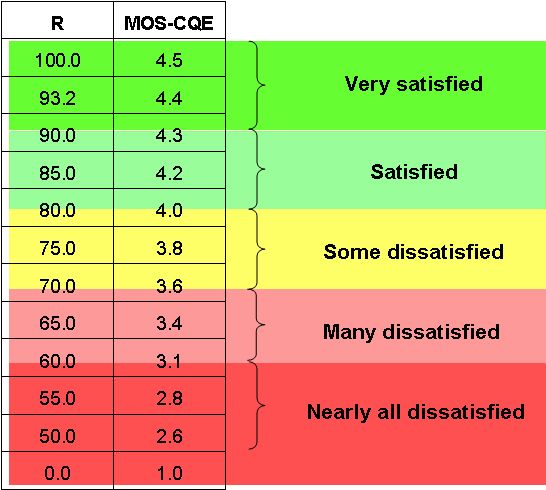 R MOS-CQE
100.0 4.5
Very satisfied
93.2 4.4
90.0 4.3
85.0 4.2
Satisfied
80.0 4.0
75.0 3.8
Some dissatisfied
70.0 3.6
65.0 3.4
Many dissatisfied
60.0 3.1
55.0 2.8
Nearly all dissatisfied
50.0 2.6
0.0 1.0